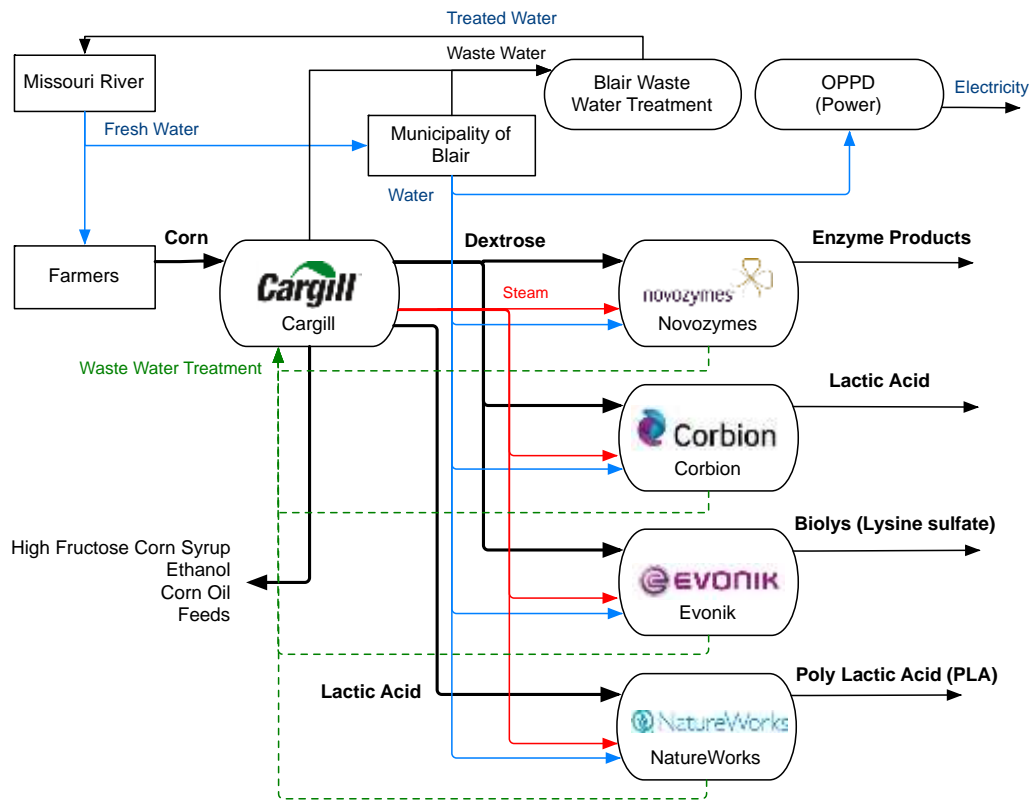 Treated Water
Waste Water
Missouri River
Blair Waste
Water Treatment
OPPD
(Power)
Electricity
Fresh Water
Municipality of
Blair
Water
Corn
Dextrose
Enzyme Products
Farmers
Cargill
Cargill
Steam
novozymes
Novozymes
Waste Water Treatment
Lactic Acid
Corbion
Corbion
Biolys (Lysine sulfate)
High Fructose Corn Syrup
Ethanol
Corn Oil
Feeds
EVONIK
Evonik
Lactic Acid
Poly Lactic Acid (PLA)
NatureWorks
NatureWorks